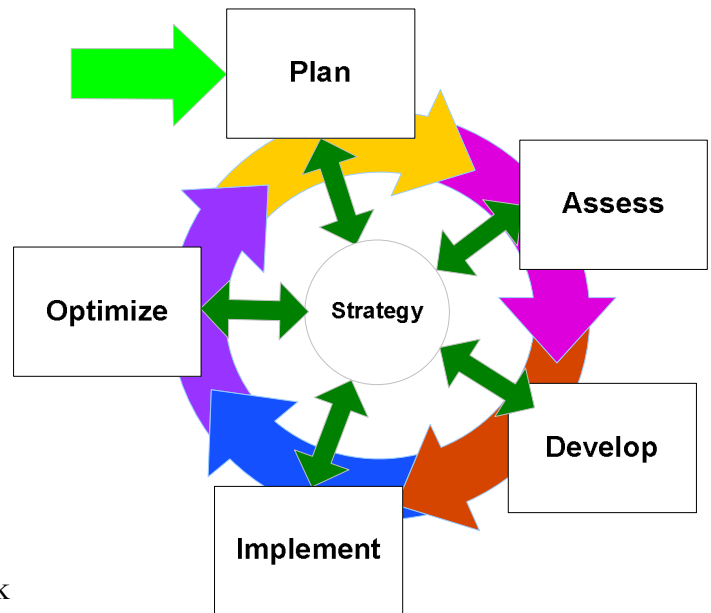 Plan
Assess
Optimize
Strategy
Develop
Implement
k